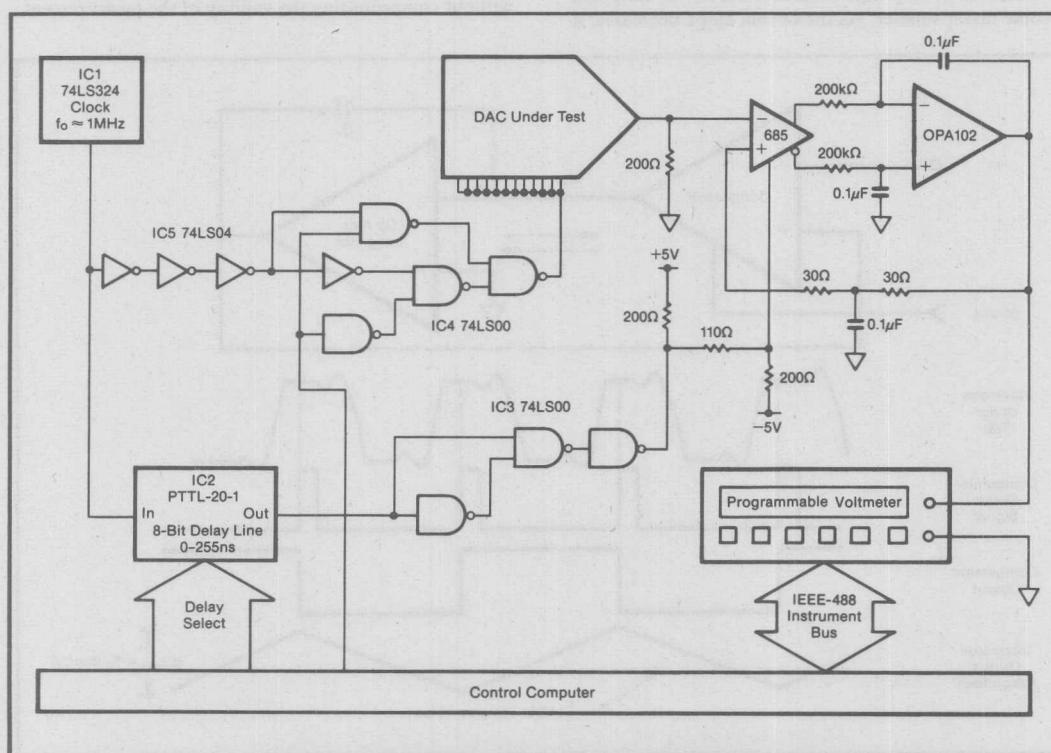 IC1
74LS324
Clock
f₀ ≈ 1MHz
DAC Under Test
200Ω
685
−
+
200kΩ
200kΩ
0.1μF
−
+
OPA102
0.1μF
IC5 74LS04
+5V
30Ω
30Ω
200Ω
0.1μF
IC4 74LS00
110Ω
200Ω
−5V
IC3 74LS00
IC2
PTTL-20-1
In
Out
8-Bit Delay Line
0-255ns
Programmable Voltmeter
Delay
Select
IEEE-488
Instrument
Bus
Control Computer